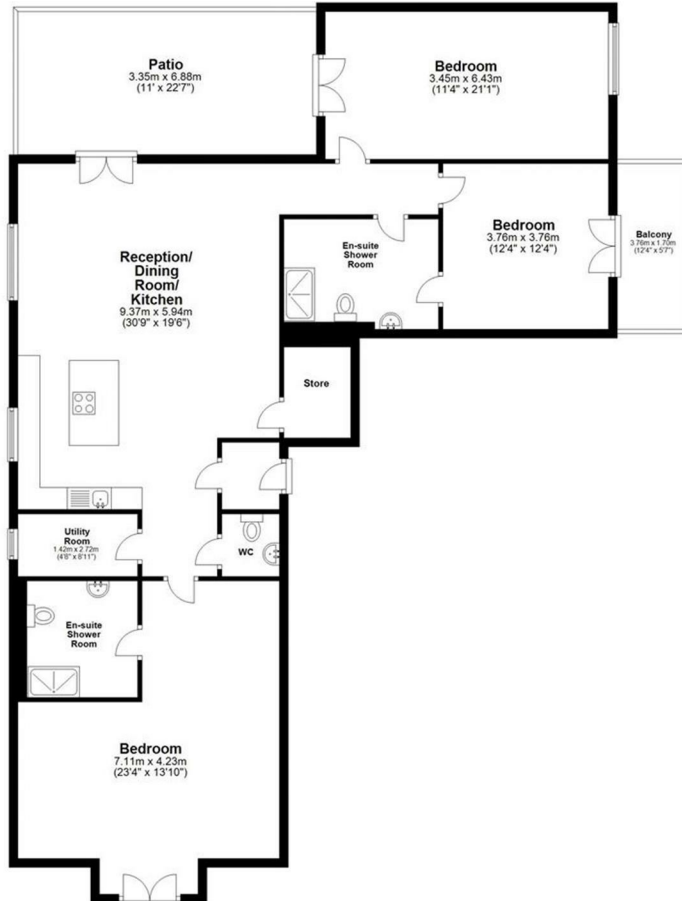 Patio
3.35m x 6.88m
(11' x 22'7")
Bedroom
3.45m x 6.43m
(11'4" x 21'1")
Reception/
Dining
Room/
Kitchen
9.37m x 5.94m
(30'9" x 19'6")
En-suite
Shower
Room
Bedroom
3.76m x 3.76m
(12'4" x 12'4")
Balcony
3.76m x 1.70m
(12'4" x 5'7")
Store
Utility
Room
1.42m x 2.72m
(4'8" x 8'11")
WC
En-suite
Shower
Room
Bedroom
7.11m x 4.23m
(23'4" x 13'10")